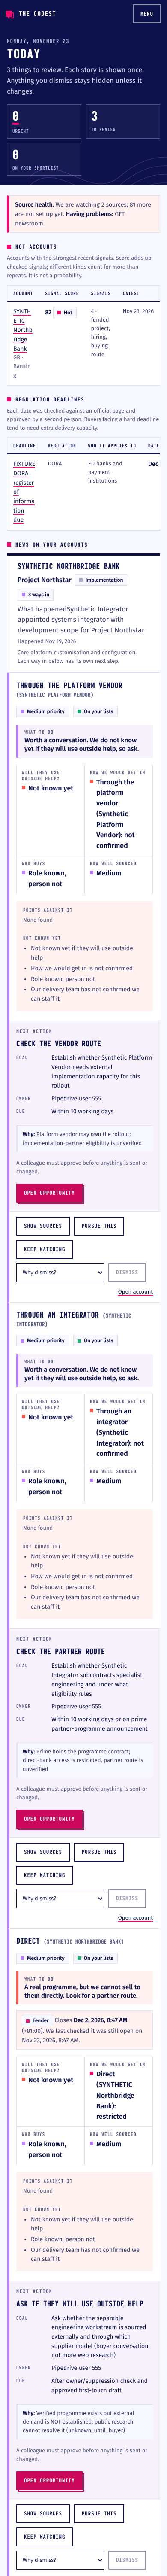 THE CODEST
MENU
MONDAY, NOVEMBER 23
TODAY
3 things to review. Each story is shown once.
Anything you dismiss stays hidden unless it
changes.
0
URGENT
3
TO REVIEW
0
ON YOUR SHORTLIST
Source health. We are watching 2 sources; 81 more
are not set up yet. Having problems: GFT
newsroom.
HOT ACCOUNTS
Accounts with the strongest recent signals. Score adds up
checked signals; different kinds count for more than
repeats. It is not a probability.
ACCOUNT SIGNAL SCORE SIGNALS LATEST
SYNTH
ETIC
Northb
ridge
Bank
GB ·
Bankin
g
82 Hot
4 ·
funded
project,
hiring,
buying
route
Nov 23, 2026
REGULATION DEADLINES
Each date was checked against an official page and
approved by a second person. Buyers facing a hard deadline
tend to need extra delivery capacity.
DEADLINE REGULATION WHO IT APPLIES TO DATE
FIXTURE
DORA
register
of
informa
tion
due
DORA
EU banks and
payment
institutions
Dec
NEWS ON YOUR ACCOUNTS
SYNTHETIC NORTHBRIDGE BANK
Project Northstar Implementation
3 ways in
What happenedSynthetic Integrator
appointed systems integrator with
development scope for Project Northstar
Happened Nov 19, 2026
Core platform customisation and configuration.
Each way in below has its own next step.
THROUGH THE PLATFORM VENDOR
(SYNTHETIC PLATFORM VENDOR)
Medium priority On your lists
WHAT TO DO
Worth a conversation. We do not know
yet if they will use outside help, so ask.
WILL THEY USE
OUTSIDE HELP?
Not known yet
HOW WE WOULD GET IN
Through the
platform
vendor
(Synthetic
Platform
Vendor): not
confirmed
WHO BUYS
Role known,
person not
HOW WELL SOURCED
Medium
POINTS AGAINST IT
None found
NOT KNOWN YET
Not known yet if they will use outside
help
How we would get in is not confirmed
Role known, person not
Our delivery team has not confirmed we
can staff it
NEXT ACTION
CHECK THE VENDOR ROUTE
GOAL Establish whether Synthetic Platform
Vendor needs external
implementation capacity for this
rollout
OWNER Pipedrive user 555
DUE Within 10 working days
Why: Platform vendor may own the rollout;
implementation-partner eligibility is unverified
A colleague must approve before anything is sent or
changed.
OPEN OPPORTUNITY
SHOW SOURCES PURSUE THIS
KEEP WATCHING
Why dismiss? DISMISS
Open account
THROUGH AN INTEGRATOR (SYNTHETIC
INTEGRATOR)
Medium priority On your lists
WHAT TO DO
Worth a conversation. We do not know
yet if they will use outside help, so ask.
WILL THEY USE
OUTSIDE HELP?
Not known yet
HOW WE WOULD GET IN
Through an
integrator
(Synthetic
Integrator): not
confirmed
WHO BUYS
Role known,
person not
HOW WELL SOURCED
Medium
POINTS AGAINST IT
None found
NOT KNOWN YET
Not known yet if they will use outside
help
How we would get in is not confirmed
Role known, person not
Our delivery team has not confirmed we
can staff it
NEXT ACTION
CHECK THE PARTNER ROUTE
GOAL Establish whether Synthetic
Integrator subcontracts specialist
engineering and under what
eligibility rules
OWNER Pipedrive user 555
DUE Within 10 working days or on prime
partner-programme announcement
Why: Prime holds the programme contract;
direct-bank access is restricted, partner route is
unverified
A colleague must approve before anything is sent or
changed.
OPEN OPPORTUNITY
SHOW SOURCES PURSUE THIS
KEEP WATCHING
Why dismiss? DISMISS
Open account
DIRECT (SYNTHETIC NORTHBRIDGE BANK)
Medium priority On your lists
WHAT TO DO
A real programme, but we cannot sell to
them directly. Look for a partner route.
Tender · Closes Dec 2, 2026, 8:47 AM
(+01:00). We last checked it was still open on
Nov 23, 2026, 8:47 AM.
WILL THEY USE
OUTSIDE HELP?
Not known yet
HOW WE WOULD GET IN
Direct
(SYNTHETIC
Northbridge
Bank):
restricted
WHO BUYS
Role known,
person not
HOW WELL SOURCED
Medium
POINTS AGAINST IT
None found
NOT KNOWN YET
Not known yet if they will use outside
help
Role known, person not
Our delivery team has not confirmed we
can staff it
NEXT ACTION
ASK IF THEY WILL USE OUTSIDE HELP
GOAL Ask whether the separable
engineering workstream is sourced
externally and through which
supplier model (buyer conversation,
not more web research)
OWNER Pipedrive user 555
DUE After owner/suppression check and
approved first-touch draft
Why: Verified programme exists but external
demand is NOT established; public research
cannot resolve it (unknown_until_buyer)
A colleague must approve before anything is sent or
changed.
OPEN OPPORTUNITY
SHOW SOURCES PURSUE THIS
KEEP WATCHING
Why dismiss? DISMISS